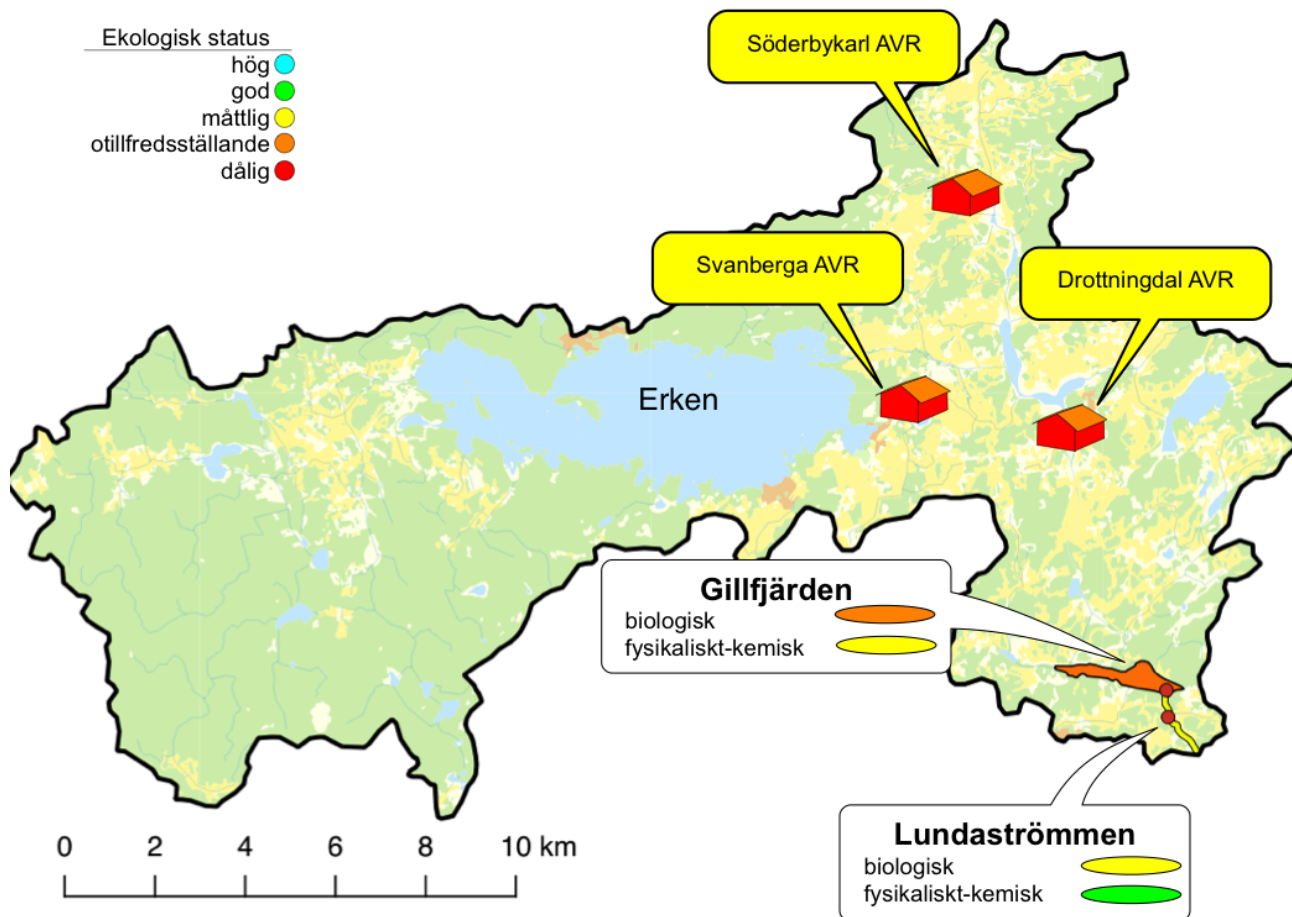 Ekologisk status
hög
god
måttlig
otillfredsställande
dålig
Söderbykarl AVR
Svanberga AVR
Drottningdal AVR
Erken
Gillfjärden
biologisk
fysikaliskt-kemisk
Lundaströmmen
biologisk
fysikaliskt-kemisk
0 2 4 6 8 10 km